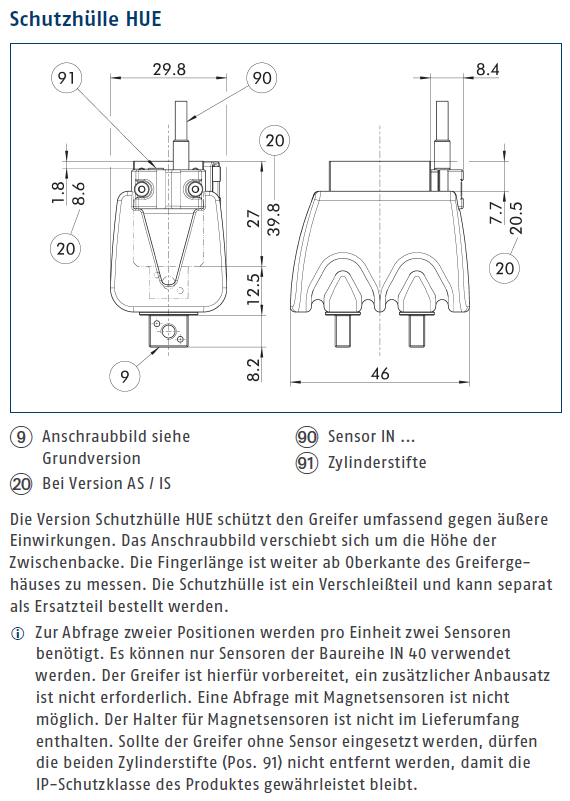 Schutzhülle HUE
29.8
8.4
91
90
20
1.8
8.6
27
39.8
7.7
20.5
20
20
12.5
8.2
9
46
9 Anschraubbild siehe
Grundversion
20 Bei Version AS / IS
90 Sensor IN ...
91 Zylinderstifte
Die Version Schutzhülle HUE schützt den Greifer umfassend gegen äußere
Einwirkungen. Das Anschraubbild verschiebt sich um die Höhe der
Zwischenbacke. Die Fingerlänge ist weiter ab Oberkante des Greiferge-
häuses zu messen. Die Schutzhülle ist ein Verschleißteil und kann separat
als Ersatzteil bestellt werden.
i Zur Abfrage zweier Positionen werden pro Einheit zwei Sensoren
benötigt. Es können nur Sensoren der Baureihe IN 40 verwendet
werden. Der Greifer ist hierfür vorbereitet, ein zusätzlicher Anbausatz
ist nicht erforderlich. Eine Abfrage mit Magnetsensoren ist nicht
möglich. Der Halter für Magnetsensoren ist nicht im Lieferumfang
enthalten. Sollte der Greifer ohne Sensor eingesetzt werden, dürfen
die beiden Zylinderstifte (Pos. 91) nicht entfernt werden, damit die
IP-Schutzklasse des Produktes gewährleistet bleibt.